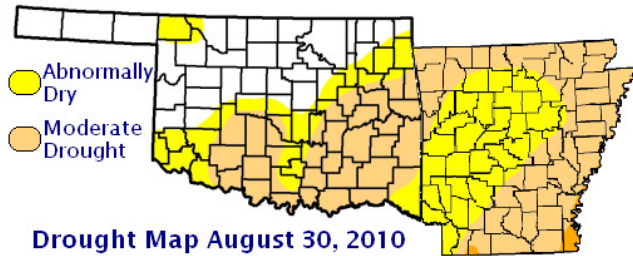 Abnormally
Dry
Moderate
Drought
Drought Map August 30, 2010